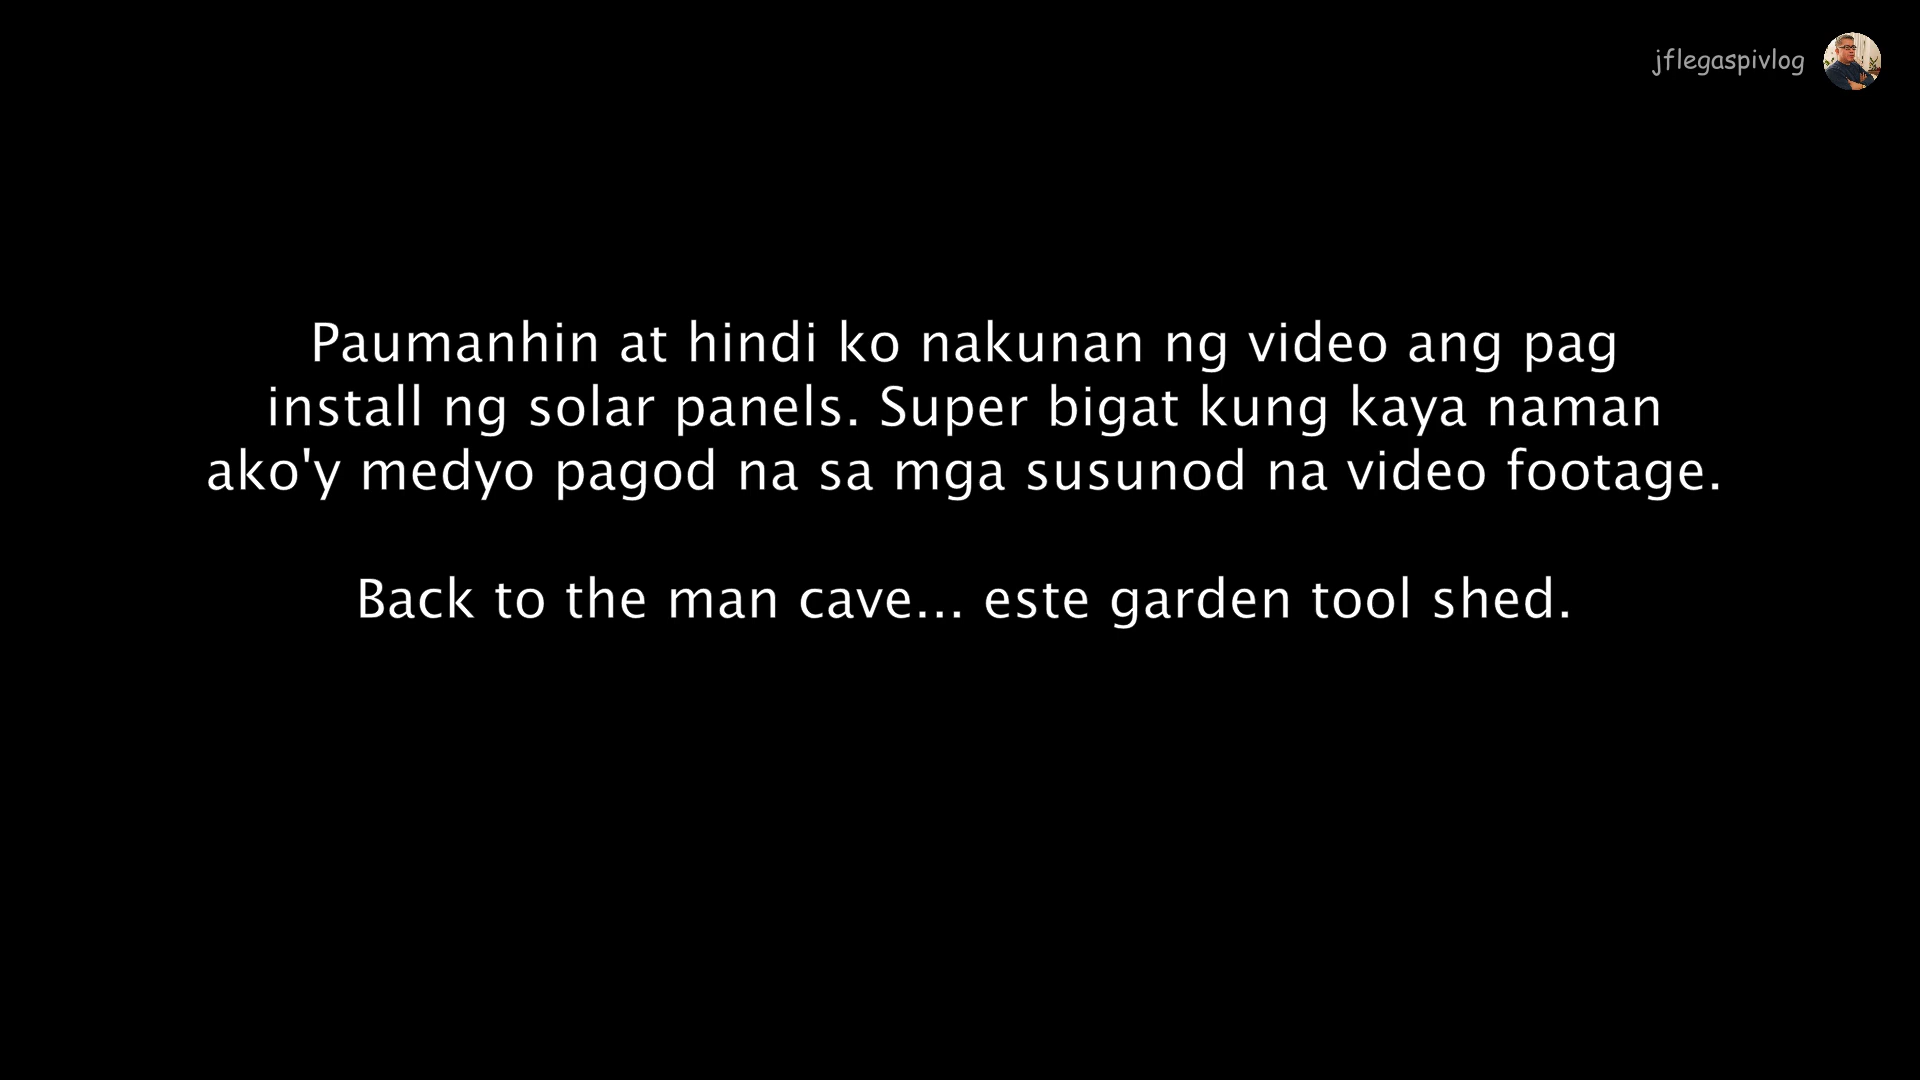 jflegaspivlog
Paumanhin at hindi ko nakunan ng video ang pag
install ng solar panels. Super bigat kung kaya naman
ako'y medyo pagod na sa mga susunod na video footage.
Back to the man cave... este garden tool shed.